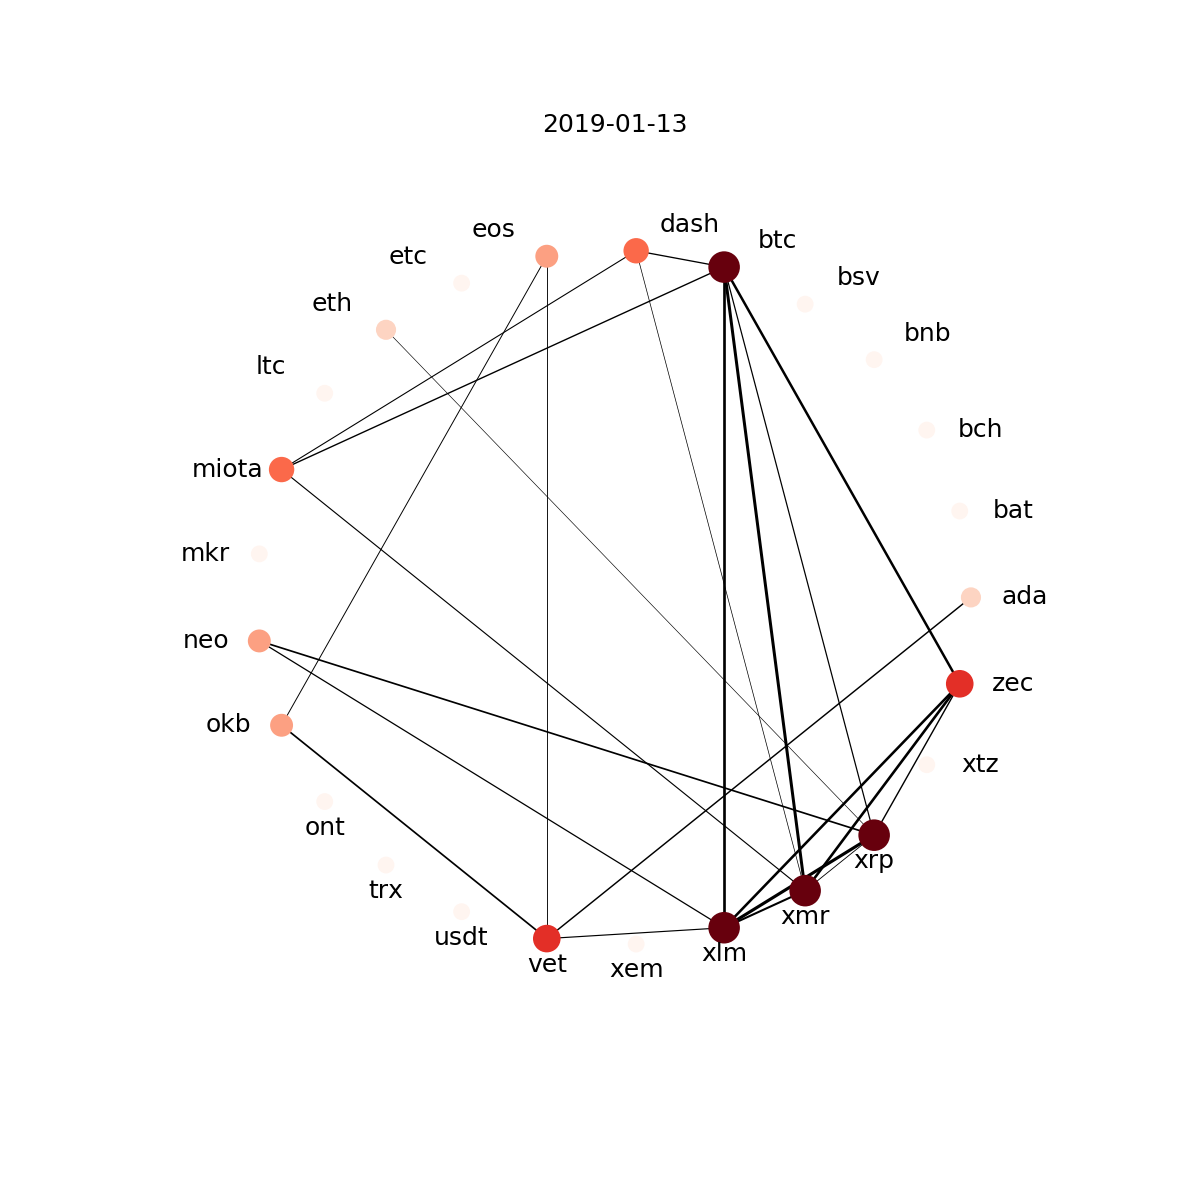 2019-01-13
dash
eos
btc
etc
bsv
eth
bnb
ltc
bch
miota
bat
mkr
ada
neo
zec
okb
xtz
ont
xrp
trx
xmr
usdt
xlm
vet
xem